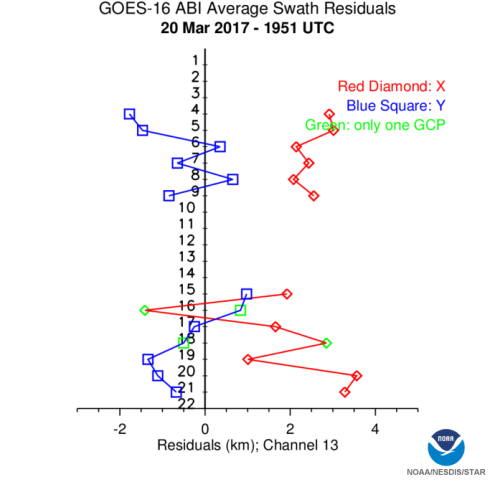 GOES-16 ABI Average Swath Residuals
20 Mar 2017 - 1951 UTC
1
2
3
Red Diamond: X
4
Blue Square: Y
5
Green: only one GCP
6
7
8
9
10
11
12
13
14
15
16
17
18
19
20
21
22
-2 0 2 4
Residuals (km); Channel 13
NOAA
NOAA/NESDIS/STAR